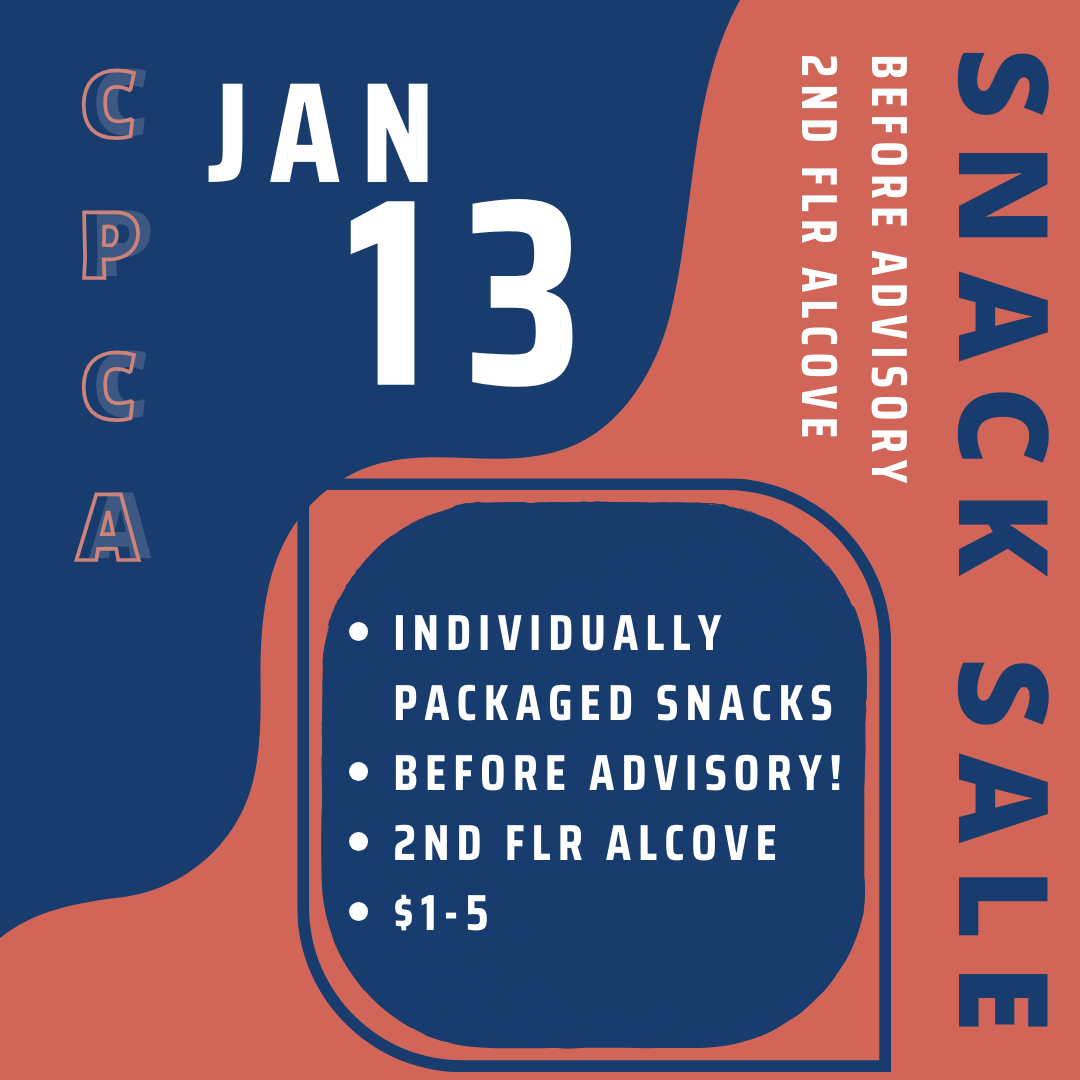 C
P
C
A
JAN
13
SNACK SALE
BEFORE ADVISORY
2ND FLR ALCOVE
• INDIVIDUALLY
PACKAGED SNACKS
• BEFORE ADVISORY!
• 2ND FLR ALCOVE
• $1-5